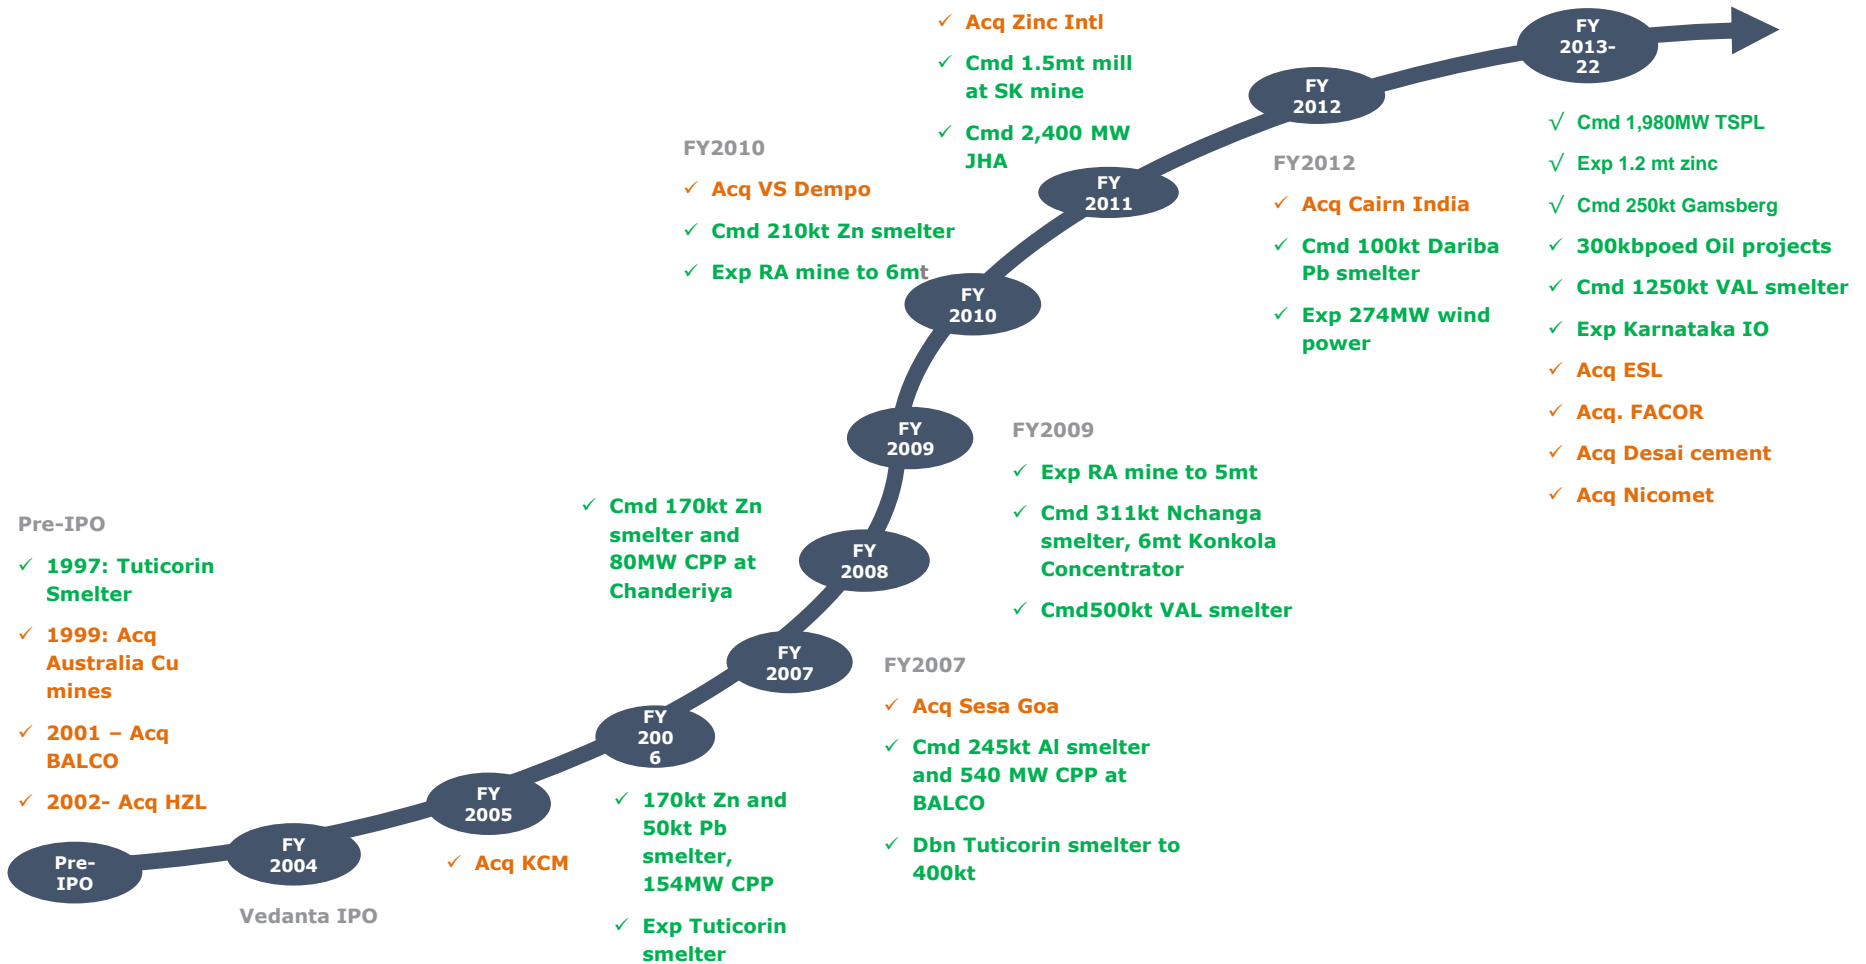 Pre-IPO
✓ 1997: Tuticorin
Smelter
✓ 1999: Acq
Australia Cu
mines
✓ 2001 – Acq
BALCO
✓ 2002- Acq HZL
Pre-
IPO
FY
2004
Vedanta IPO
FY
2005
✓ Acq KCM
FY
200
6
✓ 170kt Zn and
50kt Pb
smelter,
154MW CPP
✓ Exp Tuticorin
smelter
FY
2007
FY2007
✓ Acq Sesa Goa
✓ Cmd 245kt Al smelter
and 540 MW CPP at
BALCO
✓ Dbn Tuticorin smelter to
400kt
✓ Cmd 170kt Zn
smelter and
80MW CPP at
Chanderiya
FY
2008
FY
2009
FY2009
✓ Exp RA mine to 5mt
✓ Cmd 311kt Nchanga
smelter, 6mt Konkola
Concentrator
✓ Cmd500kt VAL smelter
FY2010
✓ Acq VS Dempo
✓ Cmd 210kt Zn smelter
✓ Exp RA mine to 6mt
FY
2010
✓ Acq Zinc Intl
✓ Cmd 1.5mt mill
at SK mine
✓ Cmd 2,400 MW
JHA
FY
2011
FY
2012
FY2012
✓ Acq Cairn India
✓ Cmd 100kt Dariba
Pb smelter
✓ Exp 274MW wind
power
FY
2013-
22
√ Cmd 1,980MW TSPL
√ Exp 1.2 mt zinc
√ Cmd 250kt Gamsberg
✓ 300kbpoed Oil projects
✓ Cmd 1250kt VAL smelter
✓ Exp Karnataka IO
✓ Acq ESL
✓ Acq. FACOR
✓ Acq Desai cement
✓ Acq Nicomet